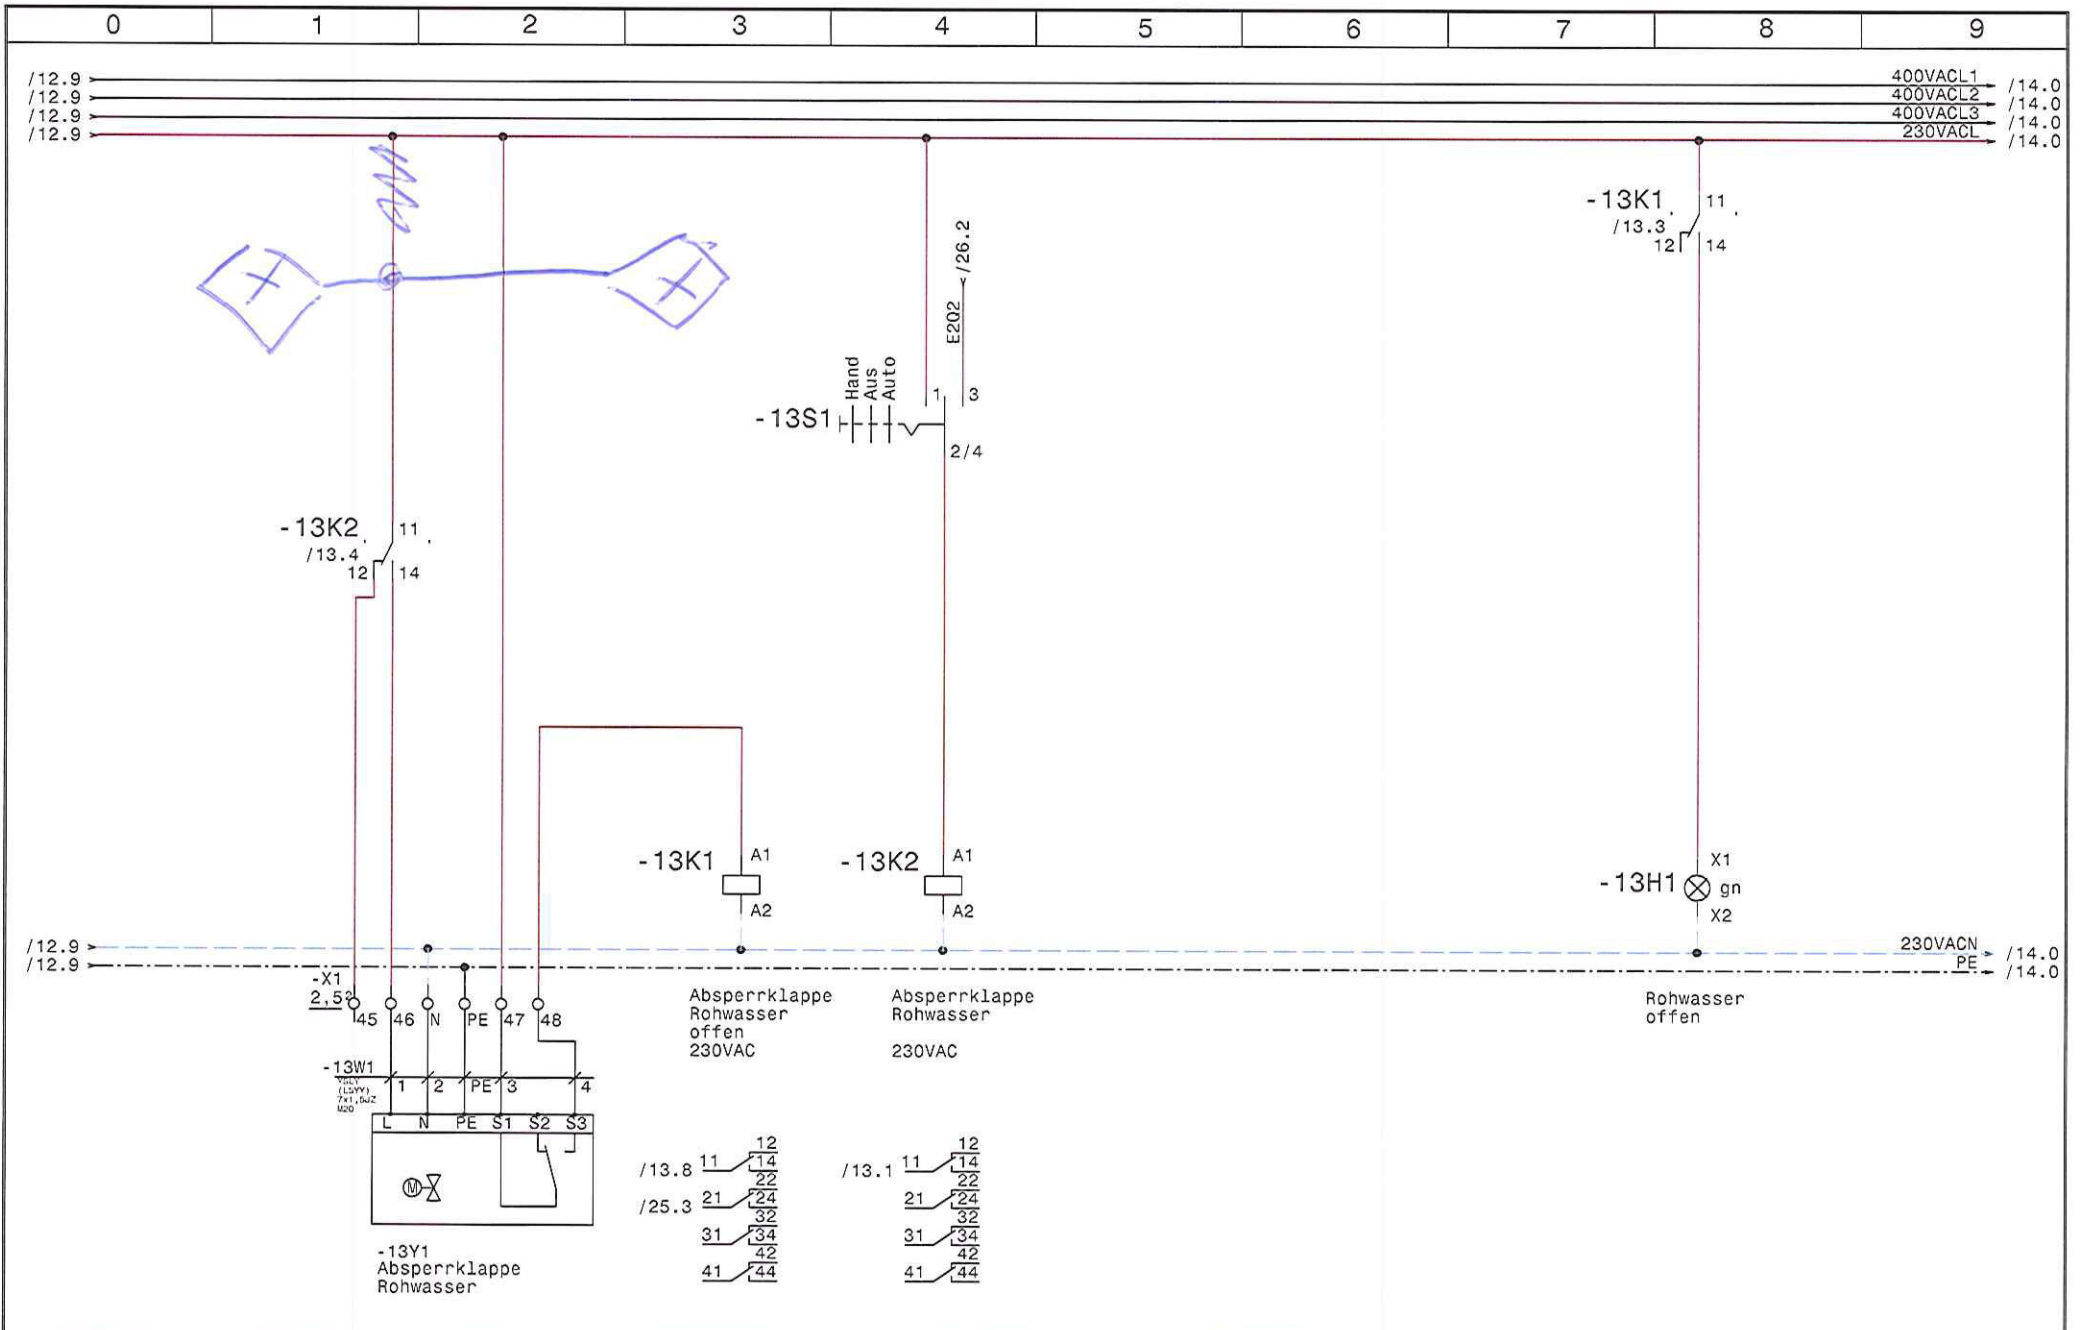 0 1 2 3 4 5 6 7 8 9
/12.9 400VACL1 /14.0
/12.9 400VACL2 /14.0
/12.9 400VACL3 /14.0
/12.9 230VACL /14.0
-13K1 11
/13.3
12 14
/26.2
E2Q2
Hand
Aus
Auto
1 3
-13S1
2/4
-13K2 11
/13.4
12 14
-13K1 A1
A2
-13K2 A1
A2
X1
-13H1 gn
X2
/12.9 230VACN /14.0
/12.9 PE /14.0
-X1
2,5²
45 46 N PE 47 48
Absperrklappe
Rohwasser
offen
230VAC
Absperrklappe
Rohwasser
230VAC
Rohwasser
offen
-13W1
1 2 PE 3 4
7x1,5JZ
M20
L N PE S1 S2 S3
M
-13Y1
Absperrklappe
Rohwasser
12
/13.8 11 14
22
/25.3 21 24
32
31 34
42
41 44
12
/13.1 11 14
22
21 24
32
31 34
42
41 44